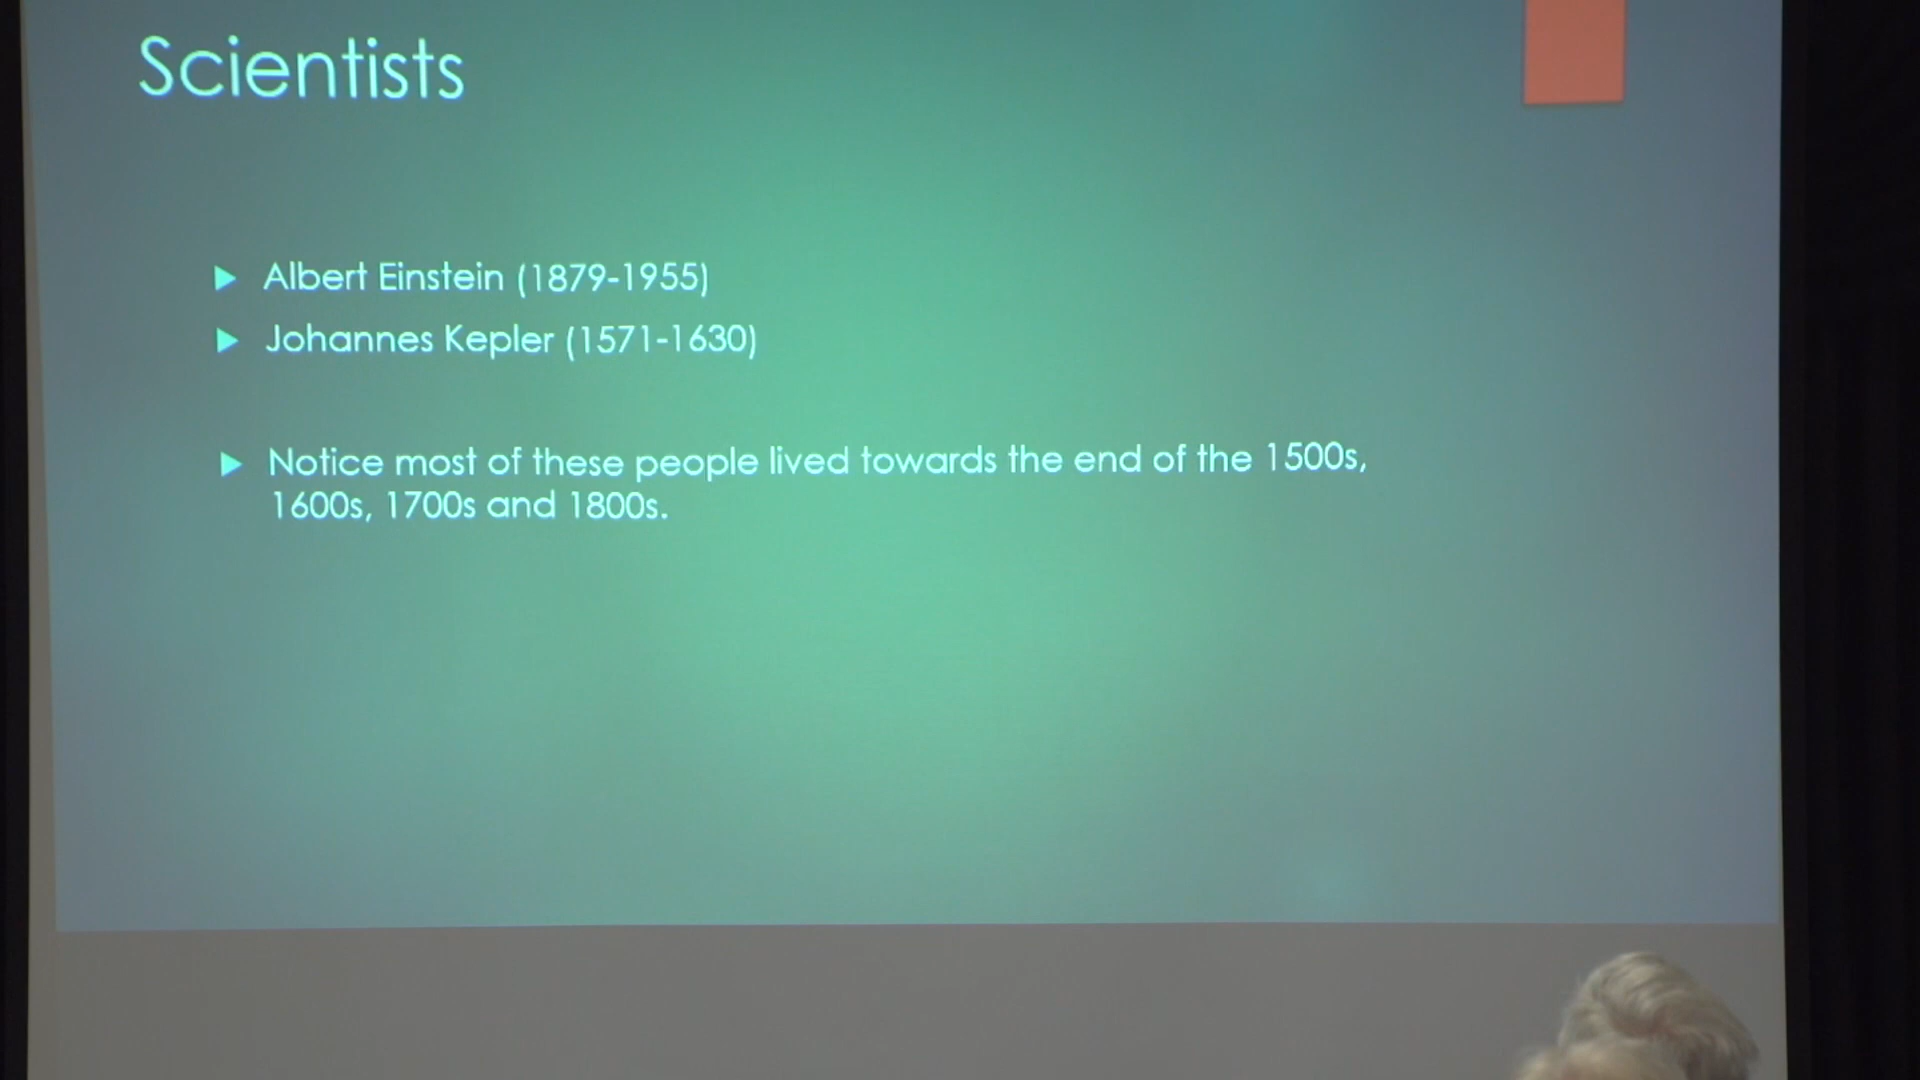 Scientists
Albert Einstein (1879-1955)
Johannes Kepler (1571-1630)
Notice most of these people lived towards the end of the 1500s,
1600s, 1700s and 1800s.